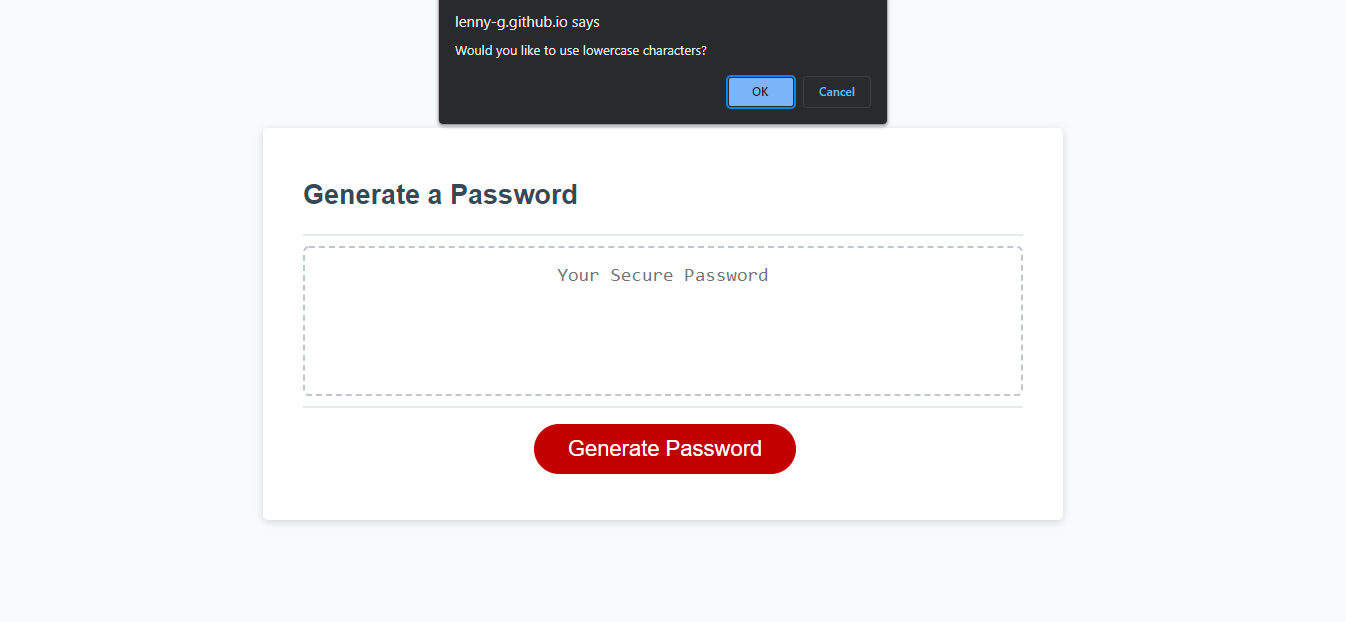 lenny-g.github.io says
Would you like to use lowercase characters?
OK
Cancel
Generate a Password
Your Secure Password
Generate Password